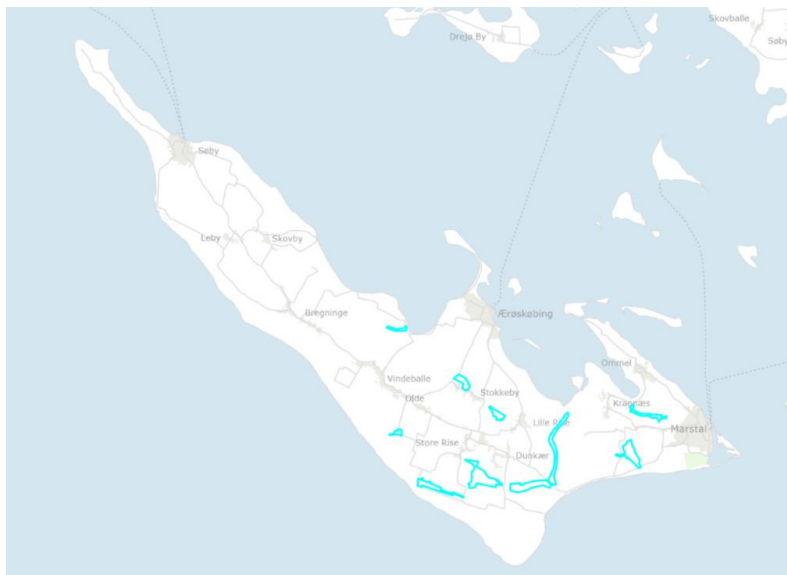 Skovballe
Drejø By
Søby
Søby
Leby
Skovby
Bregninge
Ærøskøbing
Ommel
Vindeballe
Stokkeby
Olde
Kragnæs
Lille Rise
Marstal
Store Rise
Dunkær